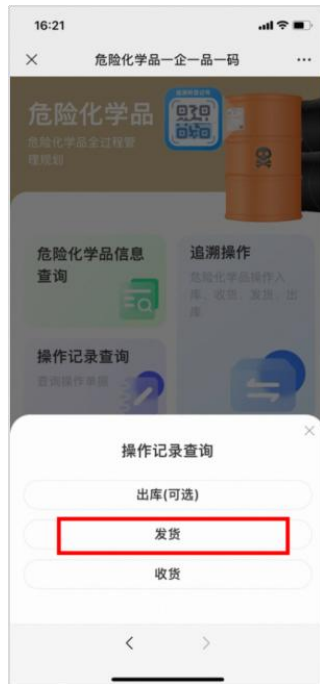 16:21
危险化学品一企一品一码
危险化学品
危险化学品全过程管
理规划
危险化学品信息
查询
追溯操作
危险化学品操作入
库、收货、发货、出
库
操作记录查询
查询操作单据
操作记录查询
出库(可选)
发货
收货